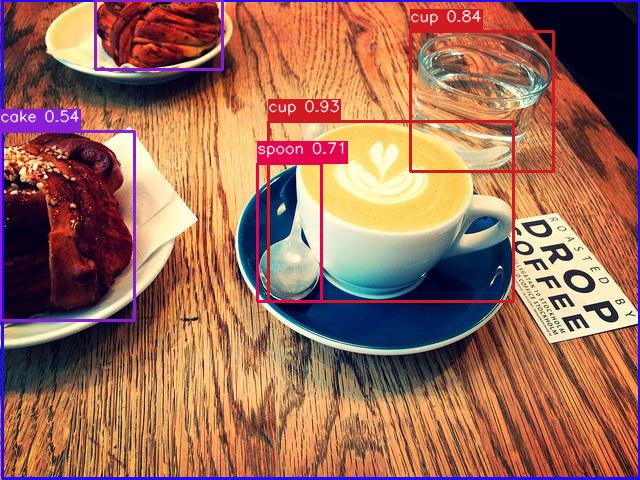 cup 0.84
cup 0.93
cake 0.54
spoon 0.71
ROASTED BY
DROP
COFFEE